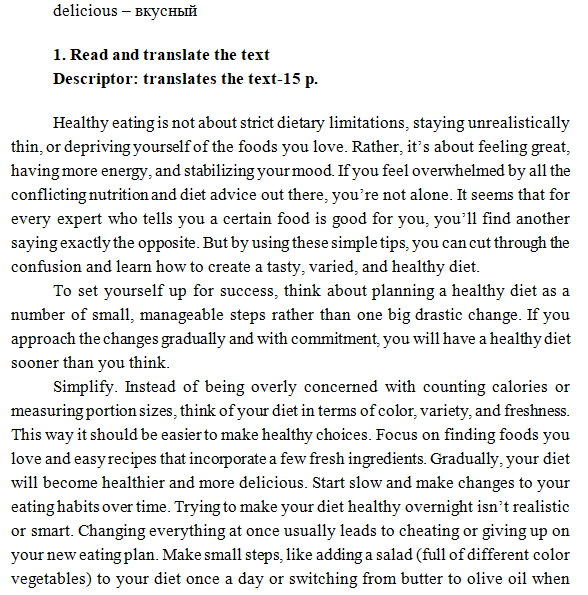 delicious – вкусный
1. Read and translate the text
Descriptor: translates the text-15 p.
Healthy eating is not about strict dietary limitations, staying unrealistically
thin, or depriving yourself of the foods you love. Rather, it’s about feeling great,
having more energy, and stabilizing your mood. If you feel overwhelmed by all the
conflicting nutrition and diet advice out there, you’re not alone. It seems that for
every expert who tells you a certain food is good for you, you’ll find another
saying exactly the opposite. But by using these simple tips, you can cut through the
confusion and learn how to create a tasty, varied, and healthy diet.
To set yourself up for success, think about planning a healthy diet as a
number of small, manageable steps rather than one big drastic change. If you
approach the changes gradually and with commitment, you will have a healthy diet
sooner than you think.
Simplify. Instead of being overly concerned with counting calories or
measuring portion sizes, think of your diet in terms of color, variety, and freshness.
This way it should be easier to make healthy choices. Focus on finding foods you
love and easy recipes that incorporate a few fresh ingredients. Gradually, your diet
will become healthier and more delicious. Start slow and make changes to your
eating habits over time. Trying to make your diet healthy overnight isn’t realistic
or smart. Changing everything at once usually leads to cheating or giving up on
your new eating plan. Make small steps, like adding a salad (full of different color
vegetables) to your diet once a day or switching from butter to olive oil when